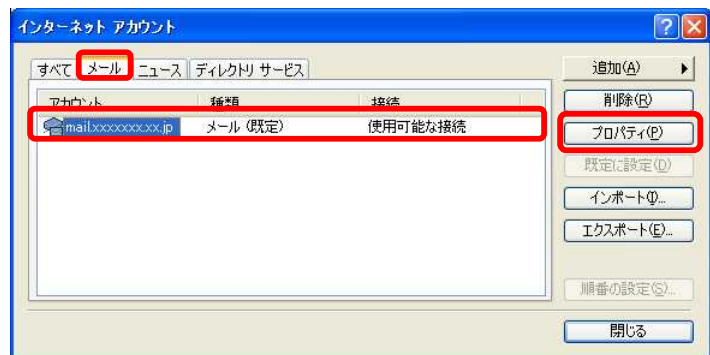 インターネット アカウント
すべて メール ニュース ディレクトリ サービス
追加(A)
アカウント 種類 接続
削除(R)
mail.xxxxxxx.xx.jp メール (既定) 使用可能な接続
プロパティ(P)
既定に設定(D)
インポート(I)...
エクスポート(E)...
順番の設定(S)...
閉じる